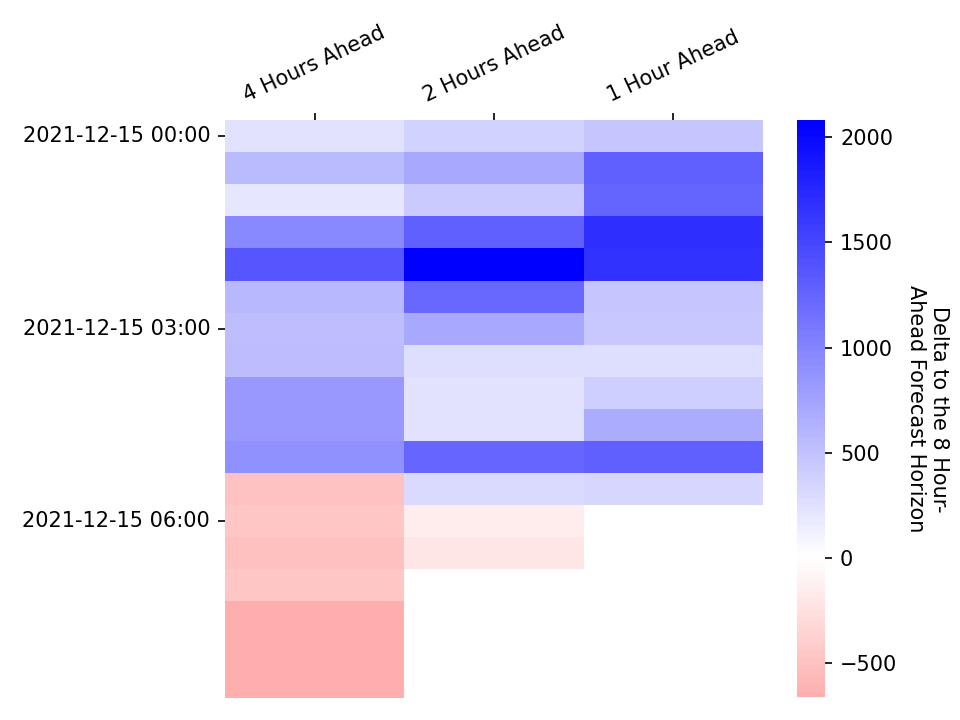 4 Hours Ahead
2 Hours Ahead
1 Hour Ahead
2021-12-15 00:00
2021-12-15 03:00
2021-12-15 06:00
2000
1500
1000
500
0
−500
Delta to the 8 Hour-
Ahead Forecast Horizon